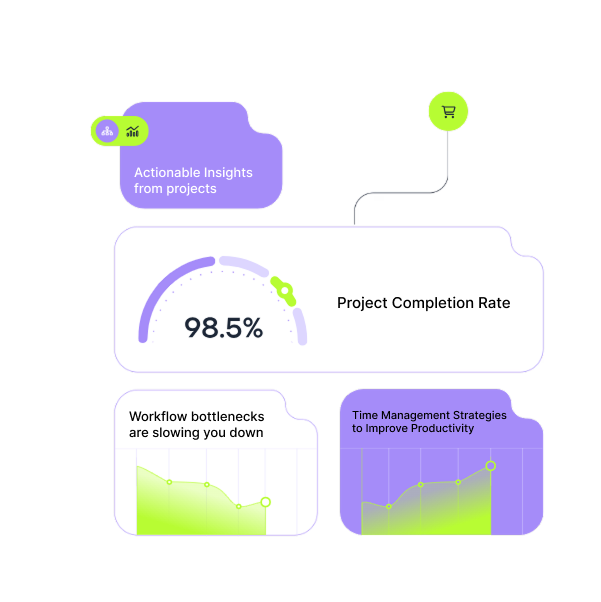 Actionable Insights
from projects
98.5%
Project Completion Rate
Workflow bottlenecks
are slowing you down
Time Management Strategies
to Improve Productivity